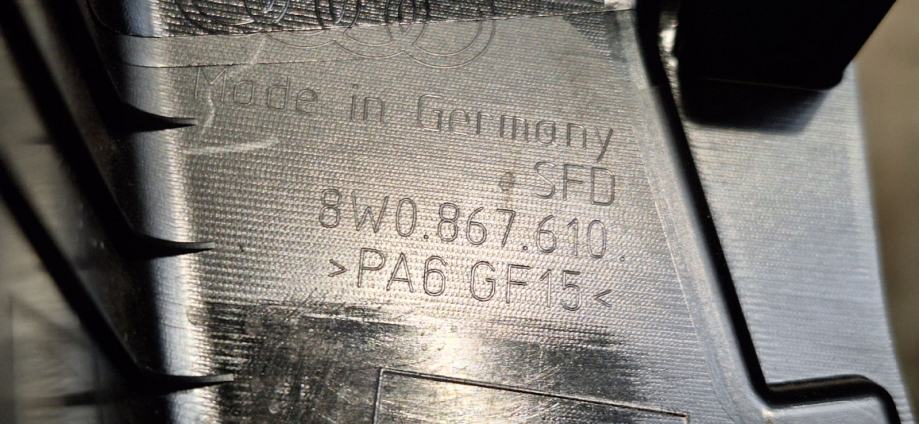 Made in Germany
SFD
8W0.867.610.
>PA6 GF15<